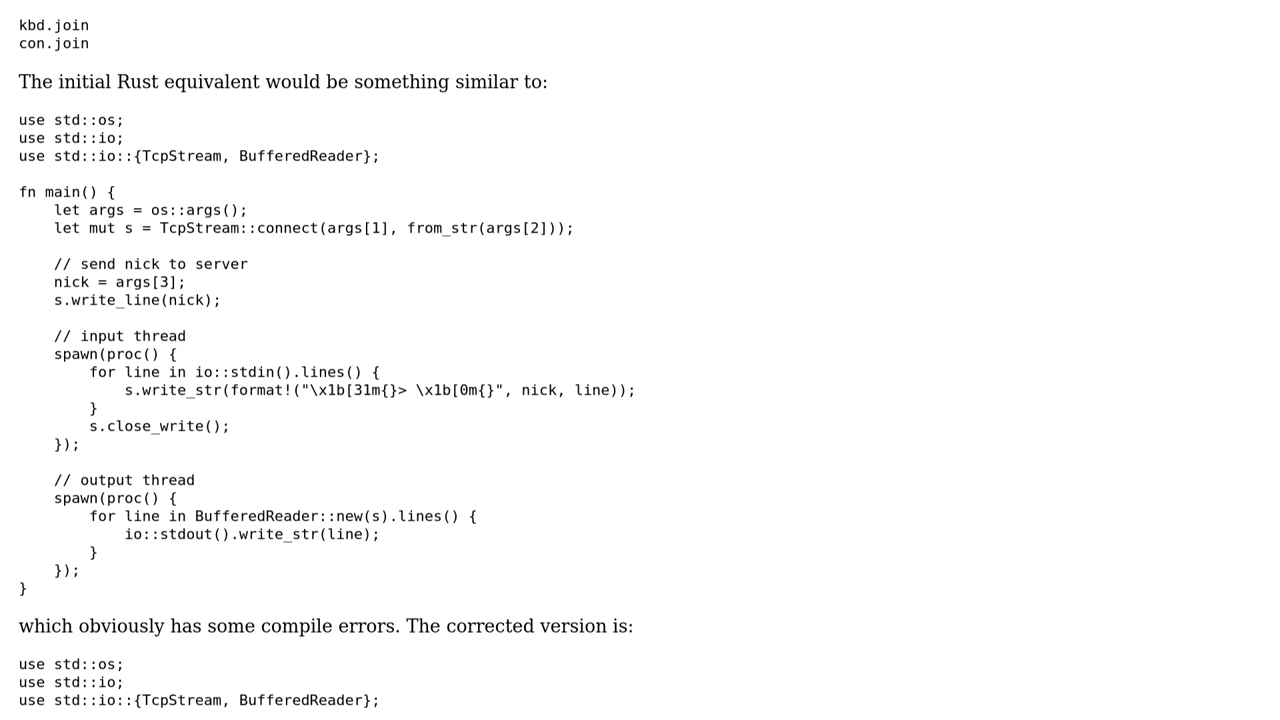 kbd.join
con.join
The initial Rust equivalent would be something similar to:
use std::os;
use std::io;
use std::io::{TcpStream, BufferedReader};
fn main() {
    let args = os::args();
    let mut s = TcpStream::connect(args[1], from_str(args[2]));
    // send nick to server
    nick = args[3];
    s.write_line(nick);
    // input thread
    spawn(proc() {
        for line in io::stdin().lines() {
            s.write_str(format!("\x1b[31m{}> \x1b[0m{}", nick, line));
        }
        s.close_write();
    });
    // output thread
    spawn(proc() {
        for line in BufferedReader::new(s).lines() {
            io::stdout().write_str(line);
        }
    });
}
which obviously has some compile errors. The corrected version is:
use std::os;
use std::io;
use std::io::{TcpStream, BufferedReader};